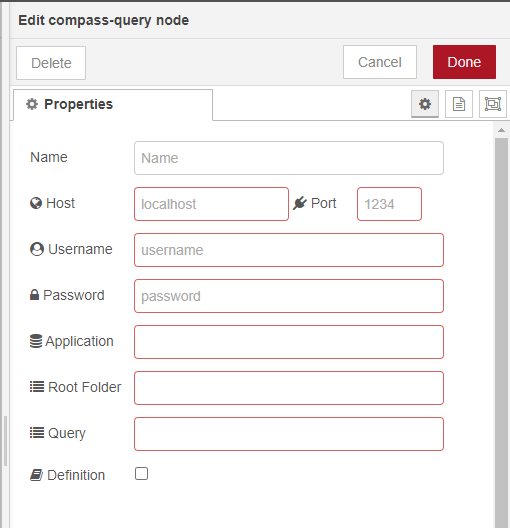 Edit compass-query node
Delete Cancel Done
Properties
Name Name
Host localhost Port 1234
Username username
Password password
Application
Root Folder
Query
Definition